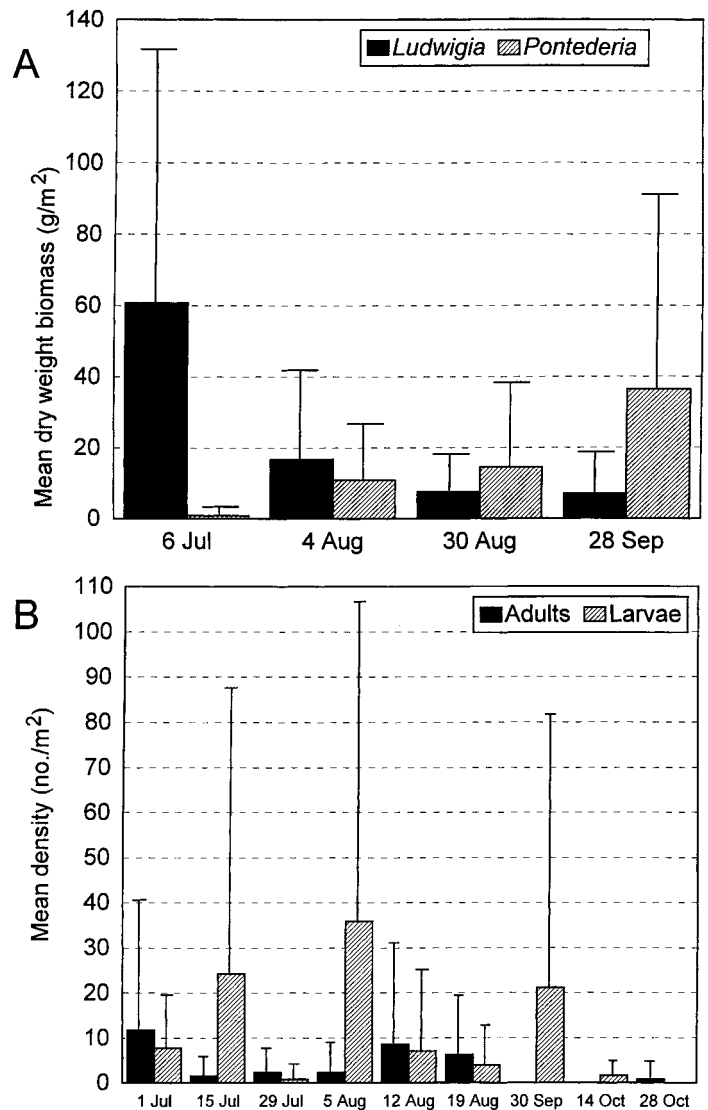 A
Ludwigia Pontederia
Mean dry weight biomass (g/m²)
140
120
100
80
60
40
20
0
6 Jul 4 Aug 30 Aug 28 Sep
B
Adults Larvae
Mean density (no./m²)
110
100
90
80
70
60
50
40
30
20
10
0
1 Jul 15 Jul 29 Jul 5 Aug 12 Aug 19 Aug 30 Sep 14 Oct 28 Oct